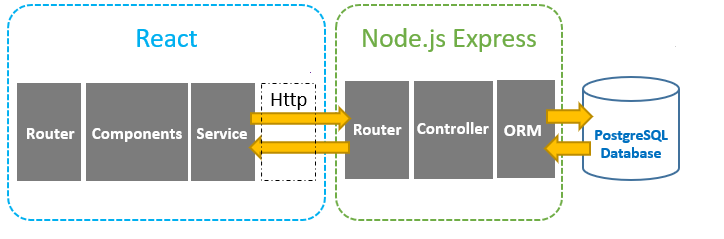 React
Node.js Express
Http
Router
Components
Service
Router
Controller
ORM
PostgreSQL
Database